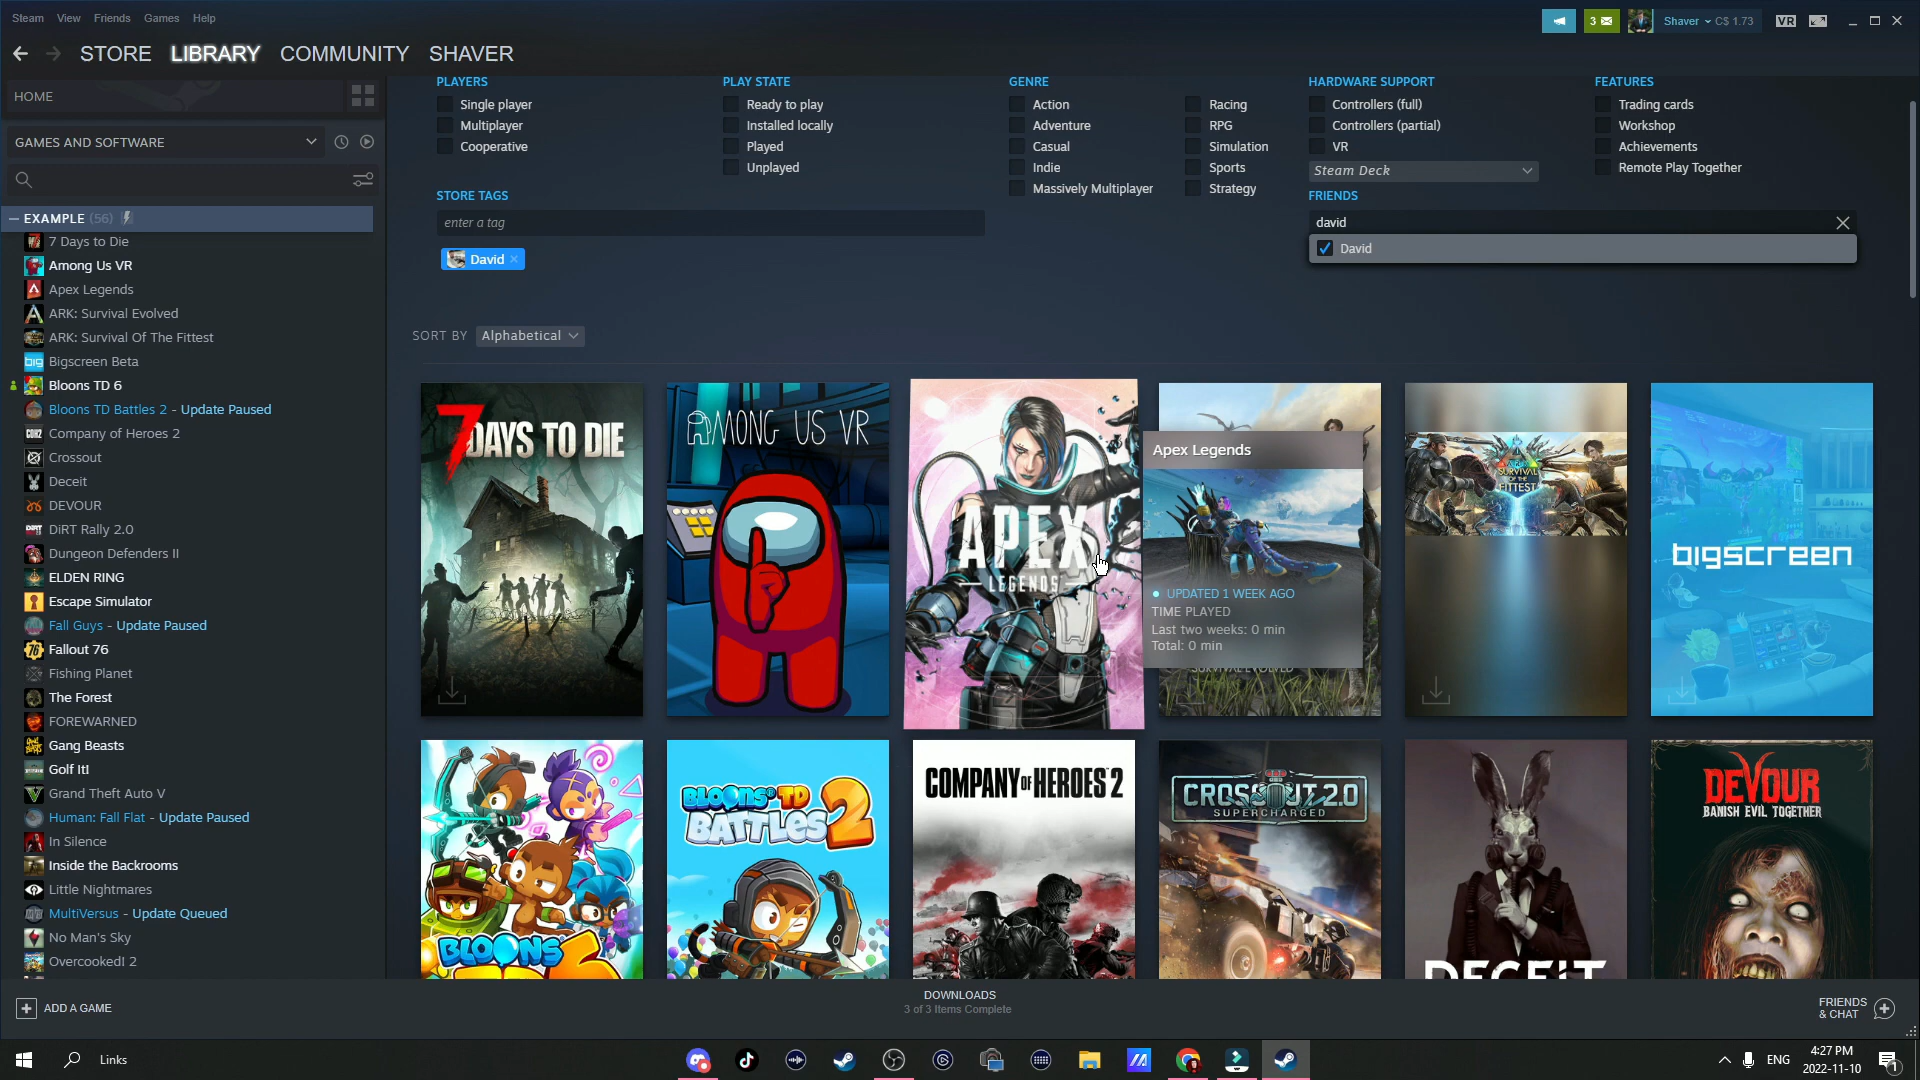 Steam View Friends Games Help
3 Shaver C$ 1.73 VR
STORE LIBRARY COMMUNITY SHAVER
HOME
GAMES AND SOFTWARE
EXAMPLE (56)
7 Days to Die
Among Us VR
Apex Legends
ARK: Survival Evolved
ARK: Survival Of The Fittest
Bigscreen Beta
Bloons TD 6
Bloons TD Battles 2 - Update Paused
Company of Heroes 2
Crossout
Deceit
DEVOUR
DiRT Rally 2.0
Dungeon Defenders II
ELDEN RING
Escape Simulator
Fall Guys - Update Paused
Fallout 76
Fishing Planet
The Forest
FOREWARNED
Gang Beasts
Golf It!
Grand Theft Auto V
Human: Fall Flat - Update Paused
In Silence
Inside the Backrooms
Little Nightmares
MultiVersus - Update Queued
No Man's Sky
Overcooked! 2
PLAYERS
Single player
Multiplayer
Cooperative
PLAY STATE
Ready to play
Installed locally
Played
Unplayed
GENRE
Action
Adventure
Casual
Indie
Massively Multiplayer
Racing
RPG
Simulation
Sports
Strategy
HARDWARE SUPPORT
Controllers (full)
Controllers (partial)
VR
Steam Deck
FEATURES
Trading cards
Workshop
Achievements
Remote Play Together
STORE TAGS
enter a tag
David
FRIENDS
david
David
SORT BY Alphabetical
7 DAYS TO DIE
AMONG US VR
APEX
LEGENDS
Apex Legends
UPDATED 1 WEEK AGO
TIME PLAYED
Last two weeks: 0 min
Total: 0 min
SURVIVAL EVOLVED
SURVIVAL
OF THE
FITTEST
bigscreen
BLOONS
BLOONS TD
BATTLES 2
COMPANY OF HEROES 2
CROSSOUT 2.0
SUPERCHARGED
DECEIT
DEVOUR
BANISH EVIL TOGETHER
ADD A GAME
DOWNLOADS
3 of 3 Items Complete
FRIENDS
& CHAT
Links
ENG
4:27 PM
2022-11-10
1